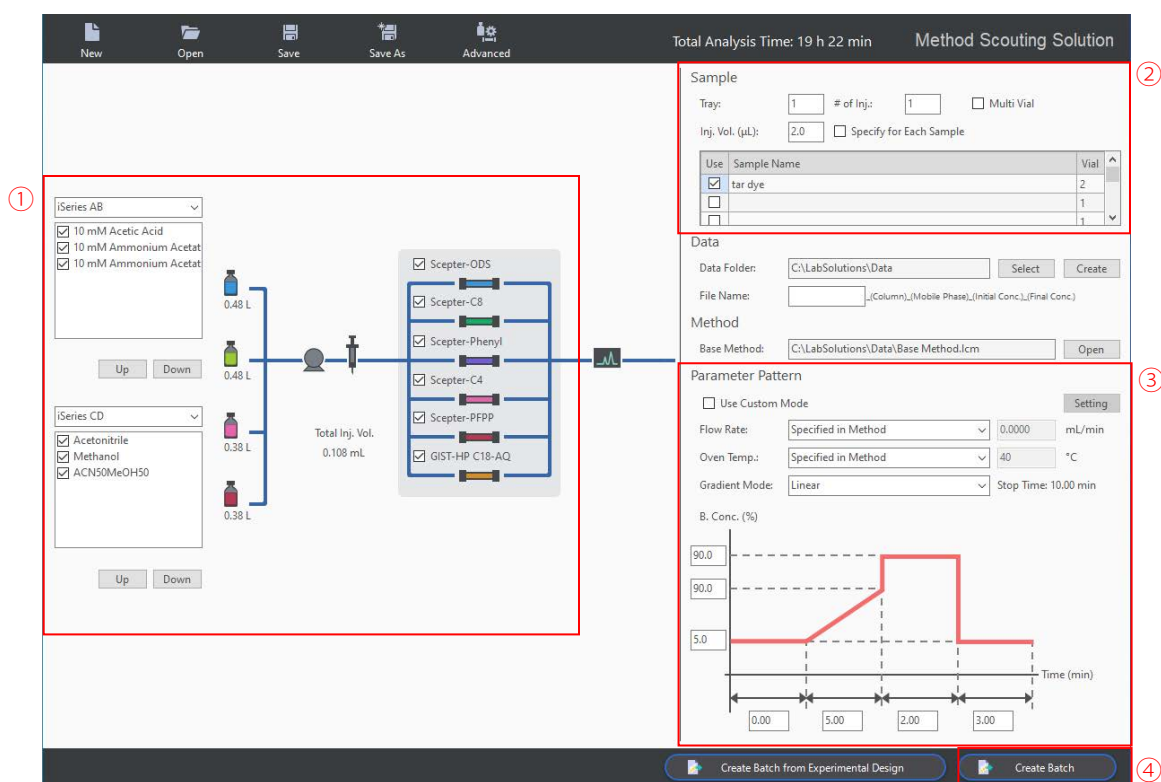 New Open Save Save As Advanced Total Analysis Time: 19 h 22 min Method Scouting Solution
①
iSeries AB
10 mM Acetic Acid
10 mM Ammonium Acetat
10 mM Ammonium Acetat
Up Down
iSeries CD
Acetonitrile
Methanol
ACN50MeOH50
Up Down
0.48 L
0.48 L
0.38 L
0.38 L
Total Inj. Vol.
0.108 mL
Scepter-ODS
Scepter-C8
Scepter-Phenyl
Scepter-C4
Scepter-PFPP
GIST-HP C18-AQ
②
Sample
Tray: 1 # of Inj.: 1 Multi Vial
Inj. Vol. (µL): 2.0 Specify for Each Sample
Use Sample Name Vial
tar dye 2
1
1
Data
Data Folder: C:\LabSolutions\Data Select Create
File Name: _(Column)_(Mobile Phase)_(Initial Conc.)_(Final Conc.)
Method
Base Method: C:\LabSolutions\Data\Base Method.lcm Open
③
Parameter Pattern
Use Custom Mode Setting
Flow Rate: Specified in Method 0.0000 mL/min
Oven Temp.: Specified in Method 40 °C
Gradient Mode: Linear Stop Time: 10.00 min
B. Conc. (%)
90.0
90.0
5.0
Time (min)
0.00 5.00 2.00 3.00
Create Batch from Experimental Design Create Batch
④